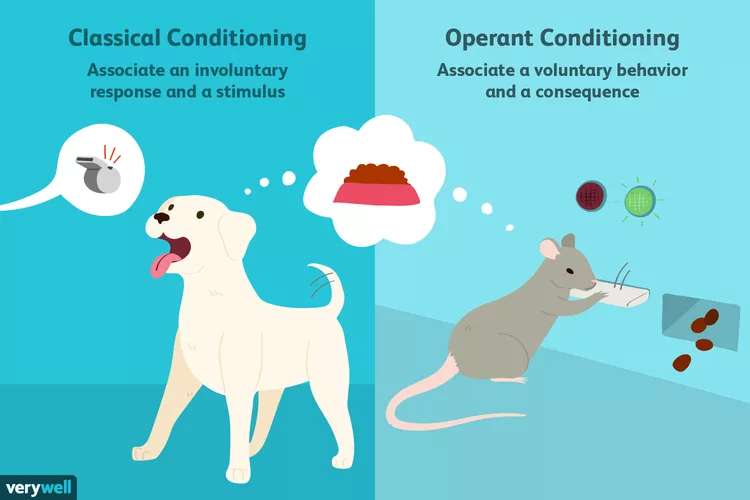 Classical Conditioning
Associate an involuntary
response and a stimulus
Operant Conditioning
Associate a voluntary behavior
and a consequence
verywell